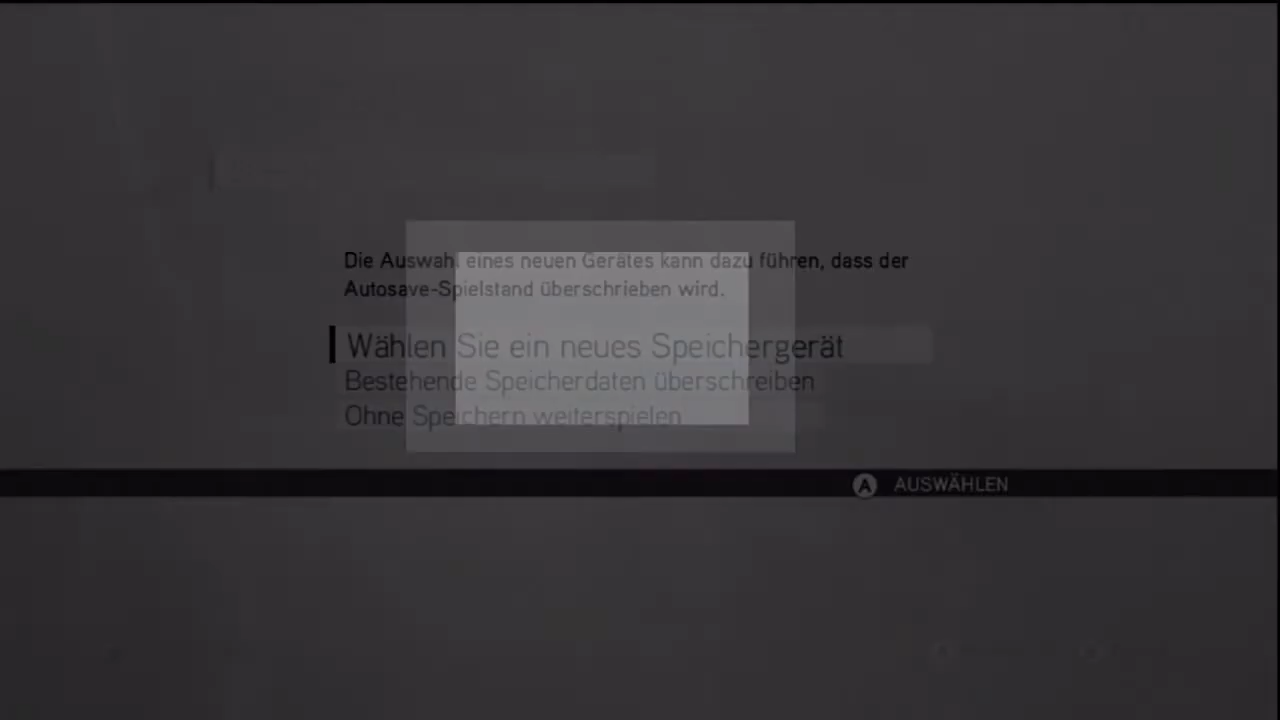 Die Auswahl eines neuen Gerätes kann dazu führen, dass der
Autosave-Spielstand überschrieben wird.
Wählen Sie ein neues Speichergerät
Bestehende Speicherdaten überschreiben
Ohne Speichern weiterspielen
A AUSWÄHLEN